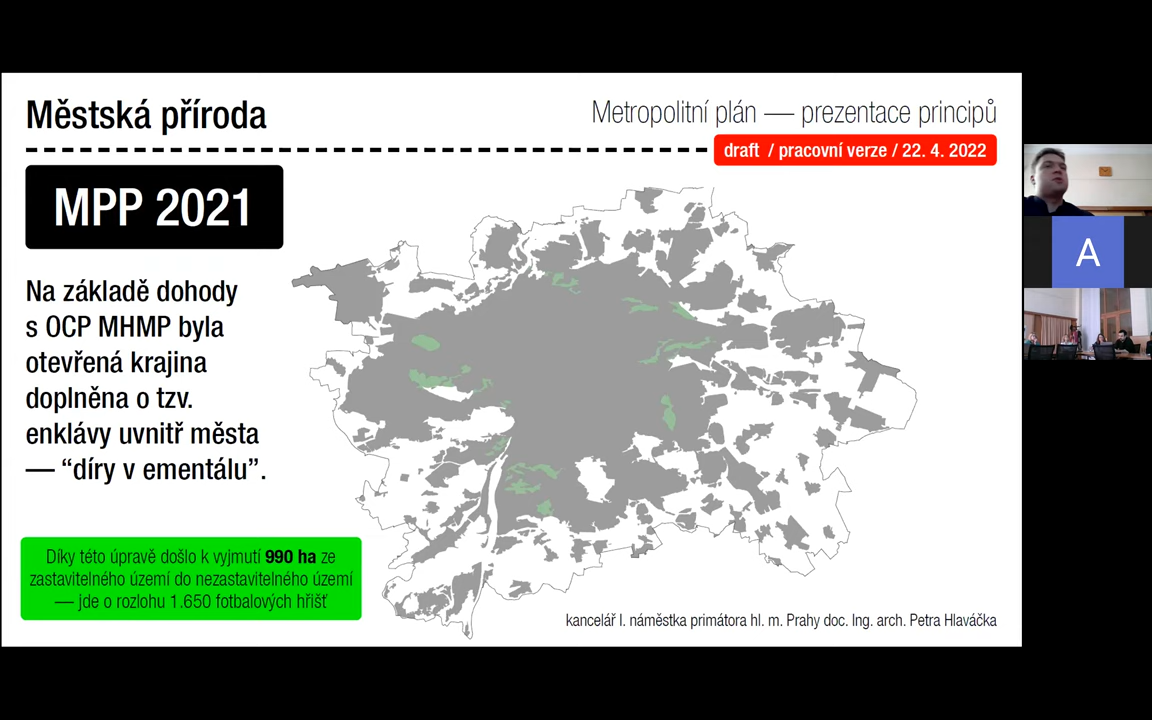 Městská příroda
Metropolitní plán — prezentace principů
draft / pracovní verze / 22. 4. 2022
MPP 2021
Na základě dohody
s OCP MHMP byla
otevřená krajina
doplněna o tzv.
enklávy uvnitř města
— “díry v ementálu”.
Díky této úpravě došlo k vyjmutí 990 ha ze
zastavitelného území do nezastavitelného území
— jde o rozlohu 1.650 fotbalových hřišť
kancelář I. náměstka primátora hl. m. Prahy doc. Ing. arch. Petra Hlaváčka
A